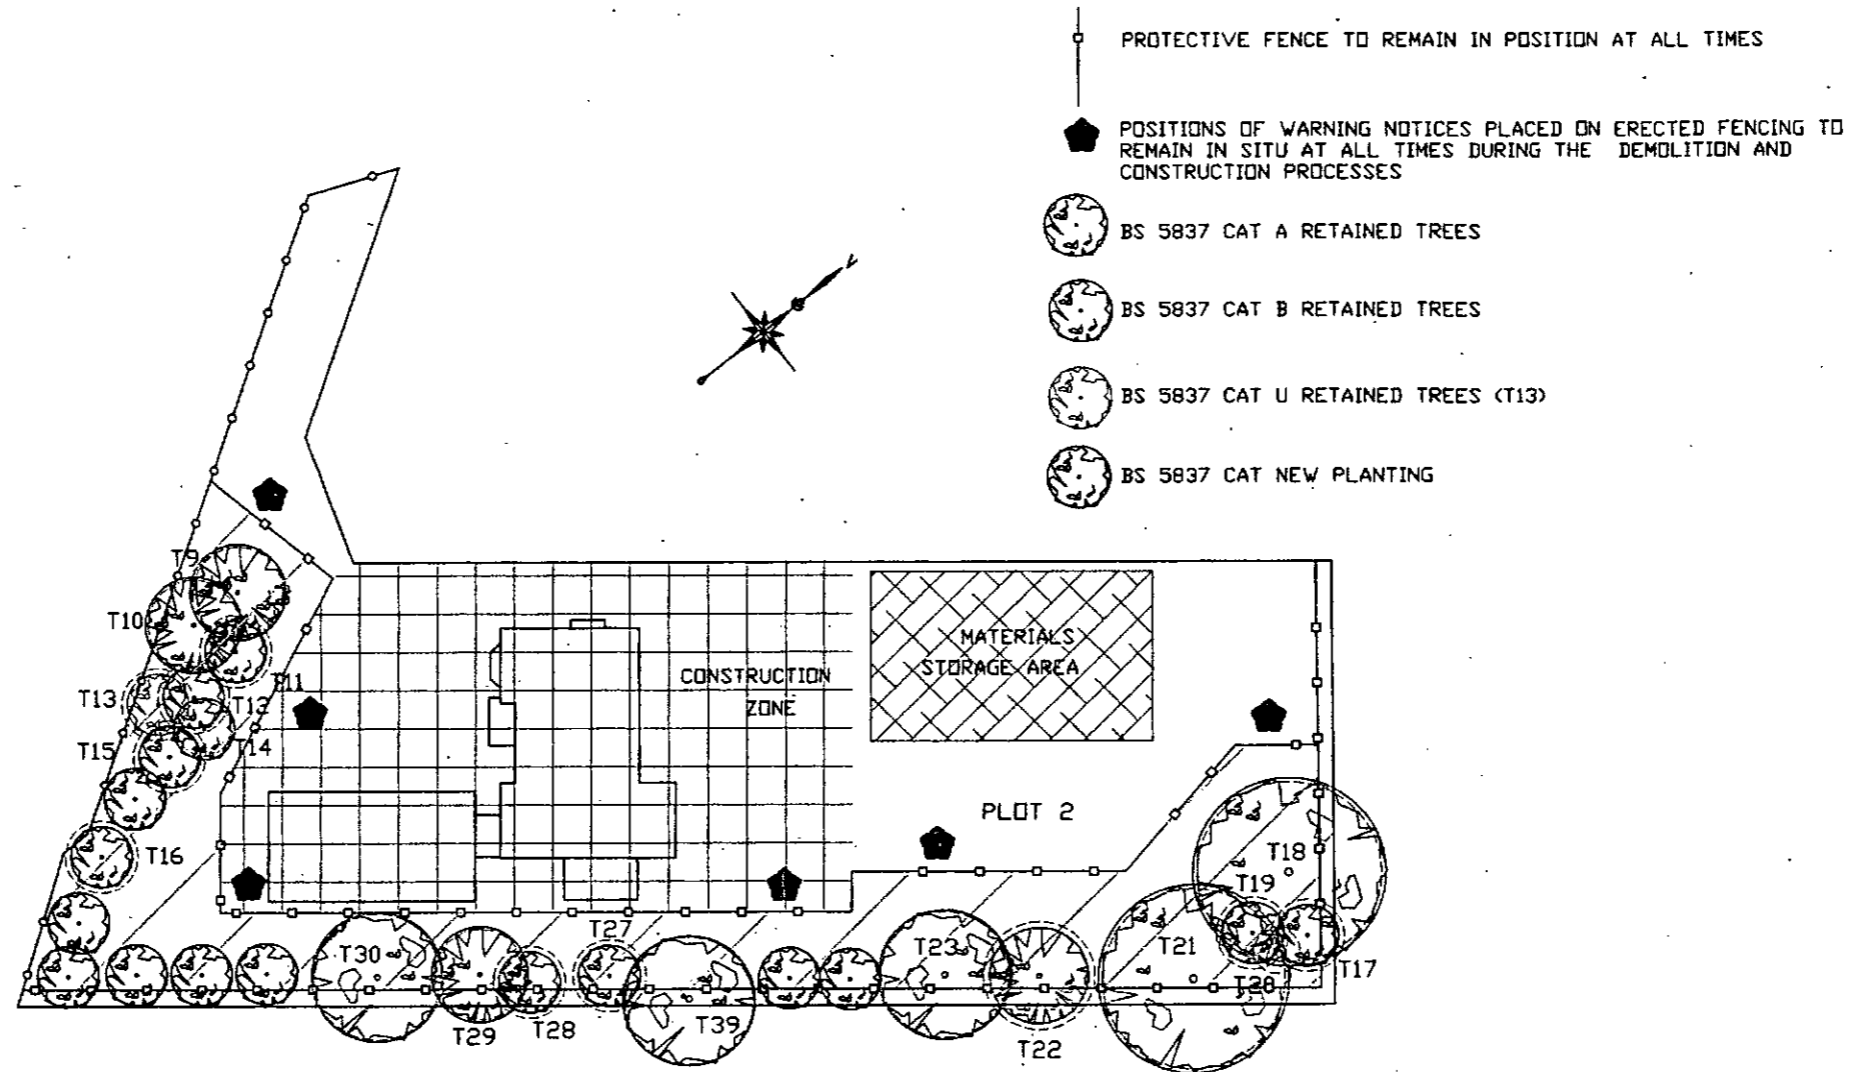 PROTECTIVE FENCE TO REMAIN IN POSITION AT ALL TIMES
POSITIONS OF WARNING NOTICES PLACED ON ERECTED FENCING TO
REMAIN IN SITU AT ALL TIMES DURING THE DEMOLITION AND
CONSTRUCTION PROCESSES
BS 5837 CAT A RETAINED TREES
BS 5837 CAT B RETAINED TREES
BS 5837 CAT U RETAINED TREES (T13)
BS 5837 CAT NEW PLANTING
T9
T10
T11
T13
T12
T14
T15
T16
CONSTRUCTION
ZONE
MATERIALS
STORAGE AREA
PLOT 2
T18
T19
T21
T20
T17
T23
T22
T27
T30
T29
T28
T39